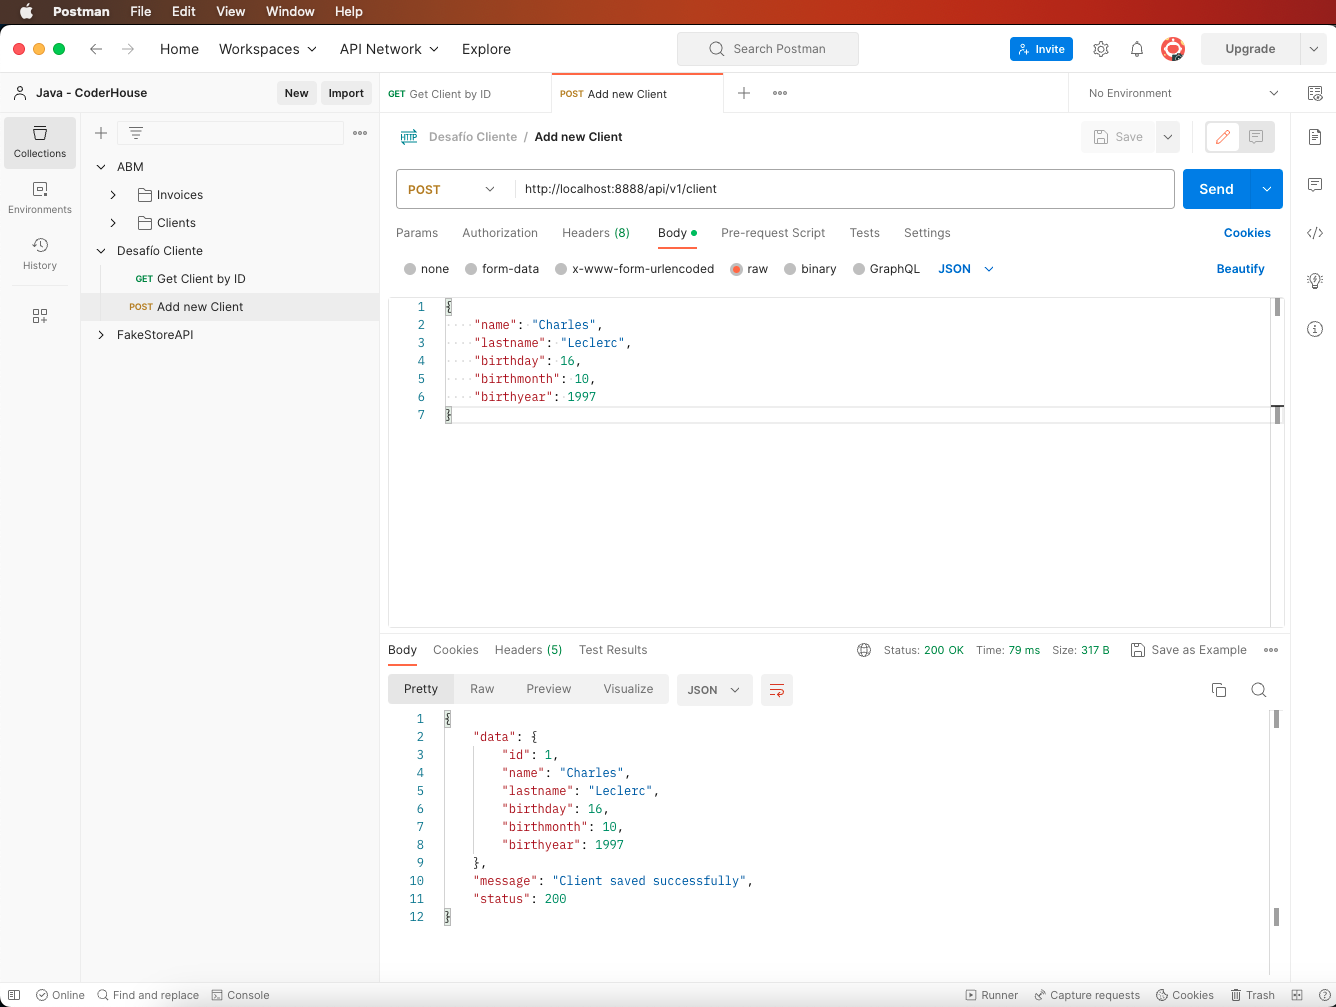 Postman File Edit View Window Help
Home Workspaces API Network Explore Search Postman Invite Upgrade
Java - CoderHouse New Import GET Get Client by ID POST Add new Client No Environment
Collections
Environments
History
ABM
Invoices
Clients
Desafío Cliente
GET Get Client by ID
POST Add new Client
FakeStoreAPI
HTTP Desafío Cliente / Add new Client Save
POST http://localhost:8888/api/v1/client Send
Params Authorization Headers (8) Body Pre-request Script Tests Settings Cookies
none form-data x-www-form-urlencoded raw binary GraphQL JSON Beautify
1 {
2 "name": "Charles",
3 "lastname": "Leclerc",
4 "birthday": 16,
5 "birthmonth": 10,
6 "birthyear": 1997
7 }
Body Cookies Headers (5) Test Results Status: 200 OK Time: 79 ms Size: 317 B Save as Example
Pretty Raw Preview Visualize JSON
1 {
2 "data": {
3 "id": 1,
4 "name": "Charles",
5 "lastname": "Leclerc",
6 "birthday": 16,
7 "birthmonth": 10,
8 "birthyear": 1997
9 },
10 "message": "Client saved successfully",
11 "status": 200
12 }
Online Find and replace Console Runner Capture requests Cookies Trash